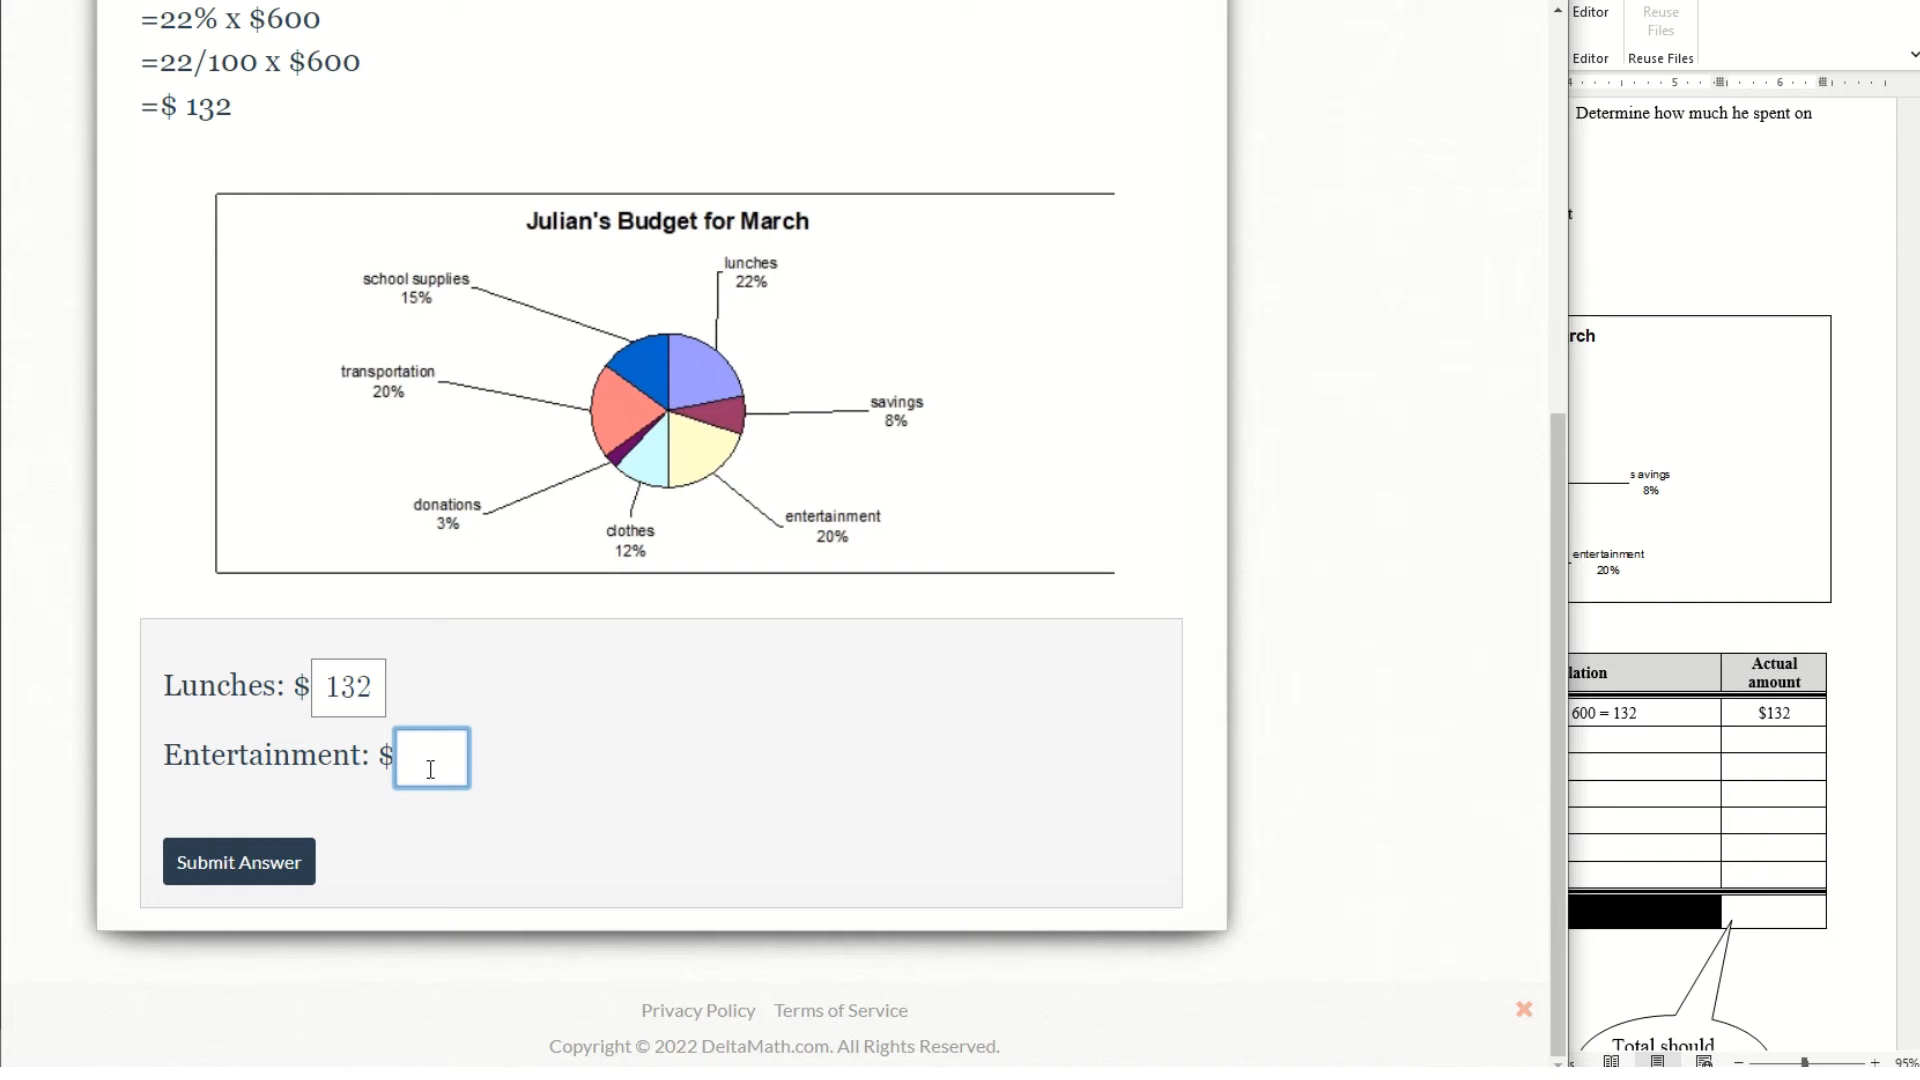 =22% x $600
=22/100 x $600
=$ 132
Julian's Budget for March
lunches
22%
school supplies
15%
transportation
20%
savings
8%
donations
3%
clothes
12%
entertainment
20%
Lunches: $ 132
Entertainment: $
Submit Answer
Privacy Policy Terms of Service
Copyright © 2022 DeltaMath.com. All Rights Reserved.
Editor
Reuse
Files
Editor Reuse Files
5 6
Determine how much he spent on
t
rch
savings
8%
entertainment
20%
lation
Actual
amount
600 = 132
$132
Total should
95%